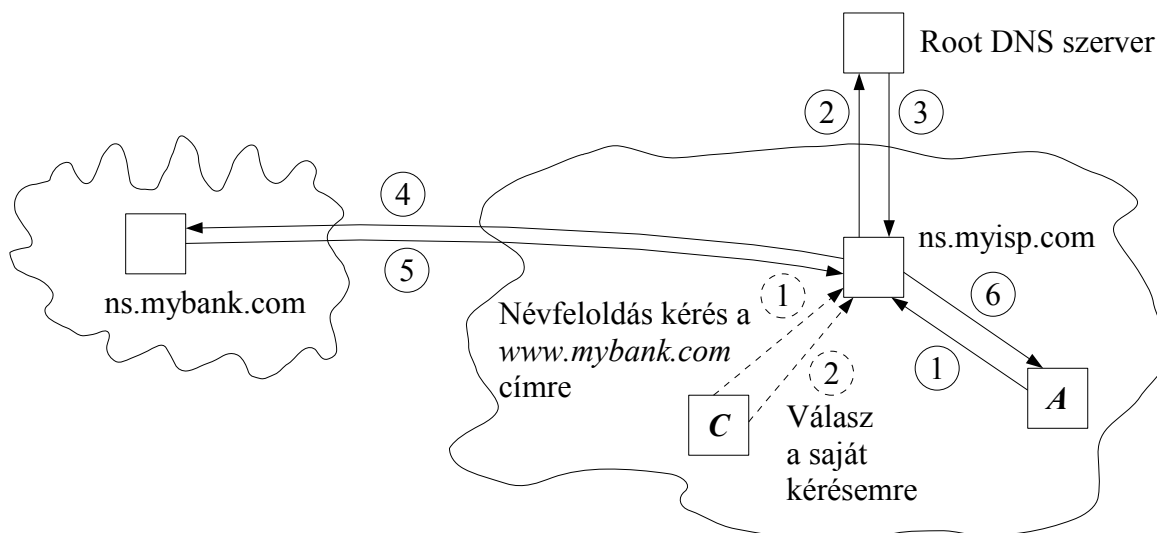 Root DNS szerver
2
3
4
ns.myisp.com
5
ns.mybank.com
1
6
Névfeloldás kérés a
www.mybank.com
címre
2
1
C
A
Válasz
a saját
kérésemre